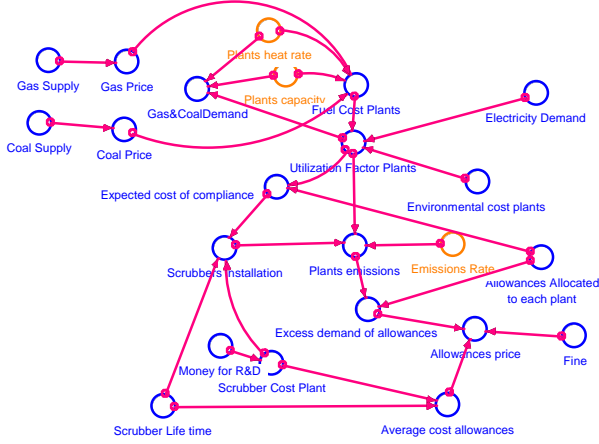 Plants heat rate
Gas Supply
Gas Price
Plants capacity
Gas&CoalDemand
Fuel Cost Plants
Electricity Demand
Coal Supply
Coal Price
Utilization Factor Plants
Expected cost of compliance
Environmental cost plants
Scrubbers installation
Plants emissions
Emissions Rate
Allowances Allocated
to each plant
Excess demand of allowances
Allowances price
Fine
Money for R&D
Scrubber Cost Plant
Scrubber Life time
Average cost allowances